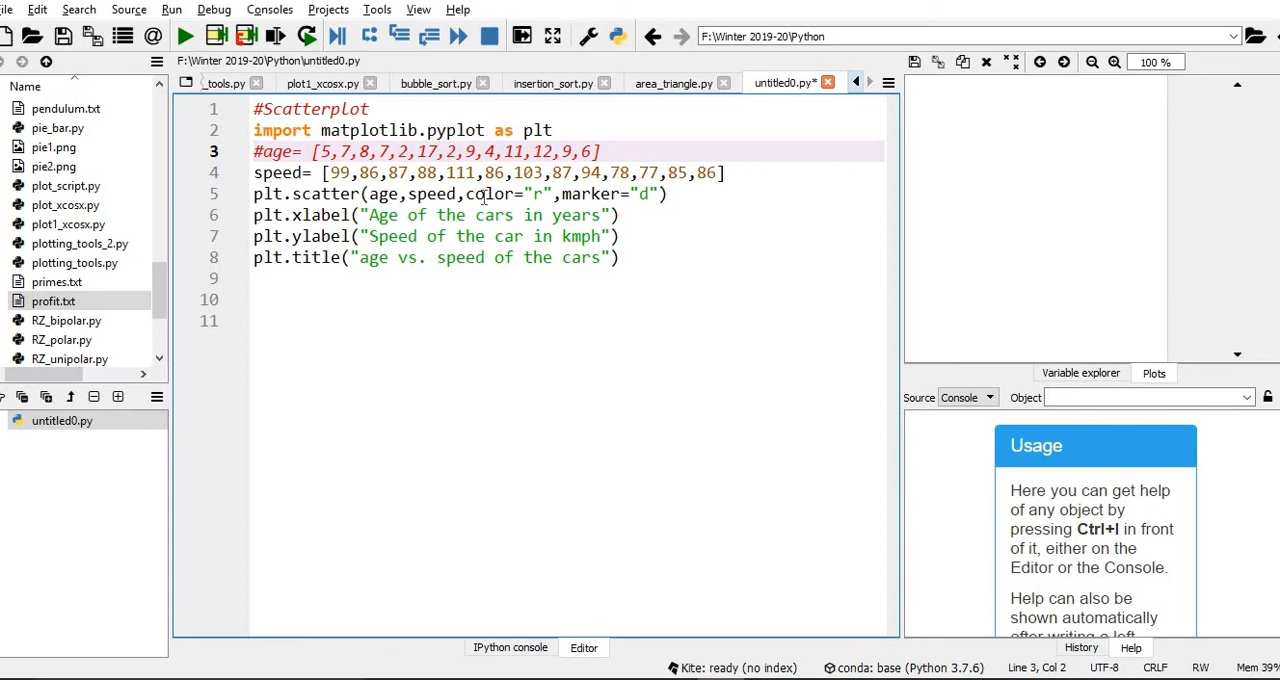 File Edit Search Source Run Debug Consoles Projects Tools View Help
F:\Winter 2019-20\Python
F:\Winter 2019-20\Python\untitled0.py
100 %
Name
_tools.py plot1_xcosx.py bubble_sort.py insertion_sort.py area_triangle.py untitled0.py*
pendulum.txt
pie_bar.py
pie1.png
pie2.png
plot_script.py
plot_xcosx.py
plot1_xcosx.py
plotting_tools_2.py
plotting_tools.py
primes.txt
profit.txt
RZ_bipolar.py
RZ_polar.py
RZ_unipolar.py
untitled0.py
1 #Scatterplot
2 import matplotlib.pyplot as plt
3 #age= [5,7,8,7,2,17,2,9,4,11,12,9,6]
4 speed= [99,86,87,88,111,86,103,87,94,78,77,85,86]
5 plt.scatter(age,speed,color="r",marker="d")
6 plt.xlabel("Age of the cars in years")
7 plt.ylabel("Speed of the car in kmph")
8 plt.title("age vs. speed of the cars")
9
10
11
Variable explorer Plots
Source Console Object
Usage
Here you can get help
of any object by
pressing Ctrl+I in front
of it, either on the
Editor or the Console.
Help can also be
shown automatically
after writing a left
IPython console Editor
History Help
Kite: ready (no index) conda: base (Python 3.7.6) Line 3, Col 2 UTF-8 CRLF RW Mem 39%